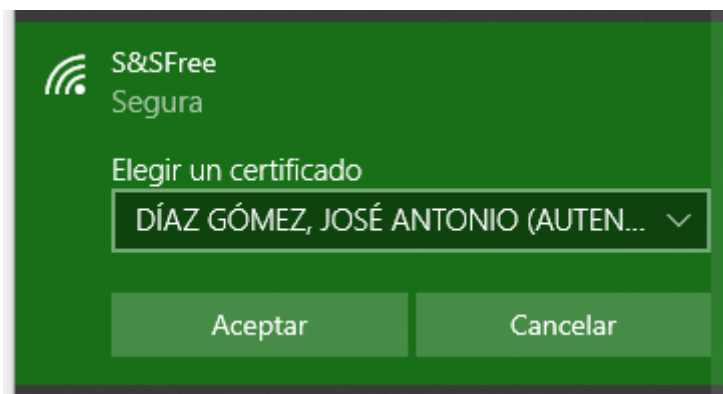 S&SFree
Segura
Elegir un certificado
DÍAZ GÓMEZ, JOSÉ ANTONIO (AUTEN...
Aceptar Cancelar